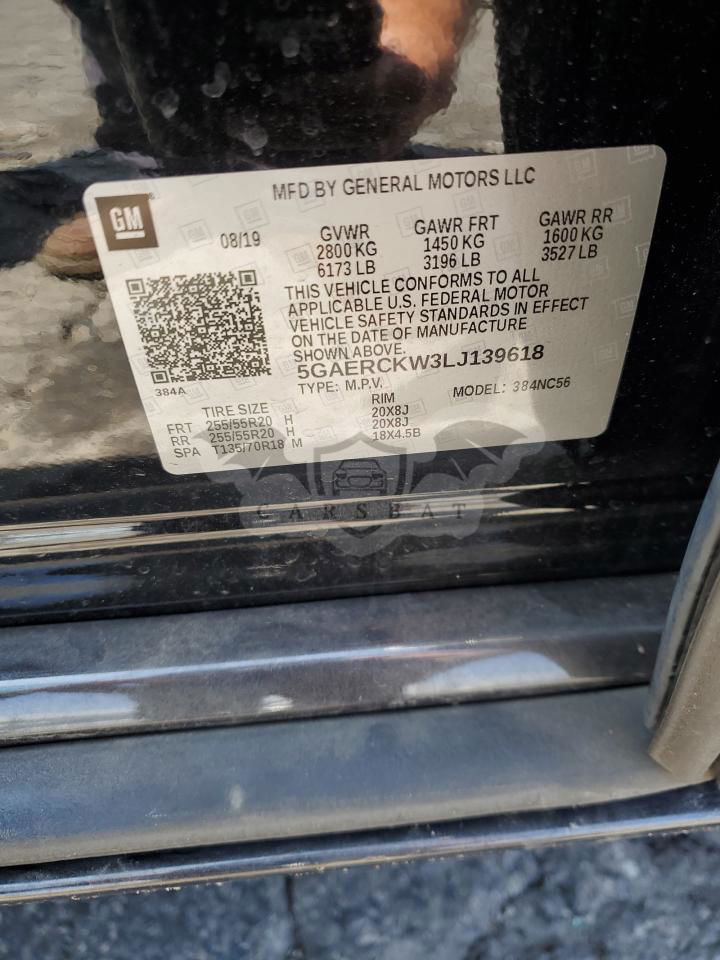 MFD BY GENERAL MOTORS LLC
GM
®
08/19
GVWR GAWR FRT GAWR RR
2800 KG 1450 KG 1600 KG
6173 LB 3196 LB 3527 LB
THIS VEHICLE CONFORMS TO ALL
APPLICABLE U.S. FEDERAL MOTOR
VEHICLE SAFETY STANDARDS IN EFFECT
ON THE DATE OF MANUFACTURE
SHOWN ABOVE.
5GAERCKW3LJ139618
384A
TYPE: M.P.V. MODEL: 384NC56
TIRE SIZE RIM
FRT 255/55R20 H 20X8J
RR 255/55R20 H 20X8J
SPA T135/70R18 M 18X4.5B
CARSBAT